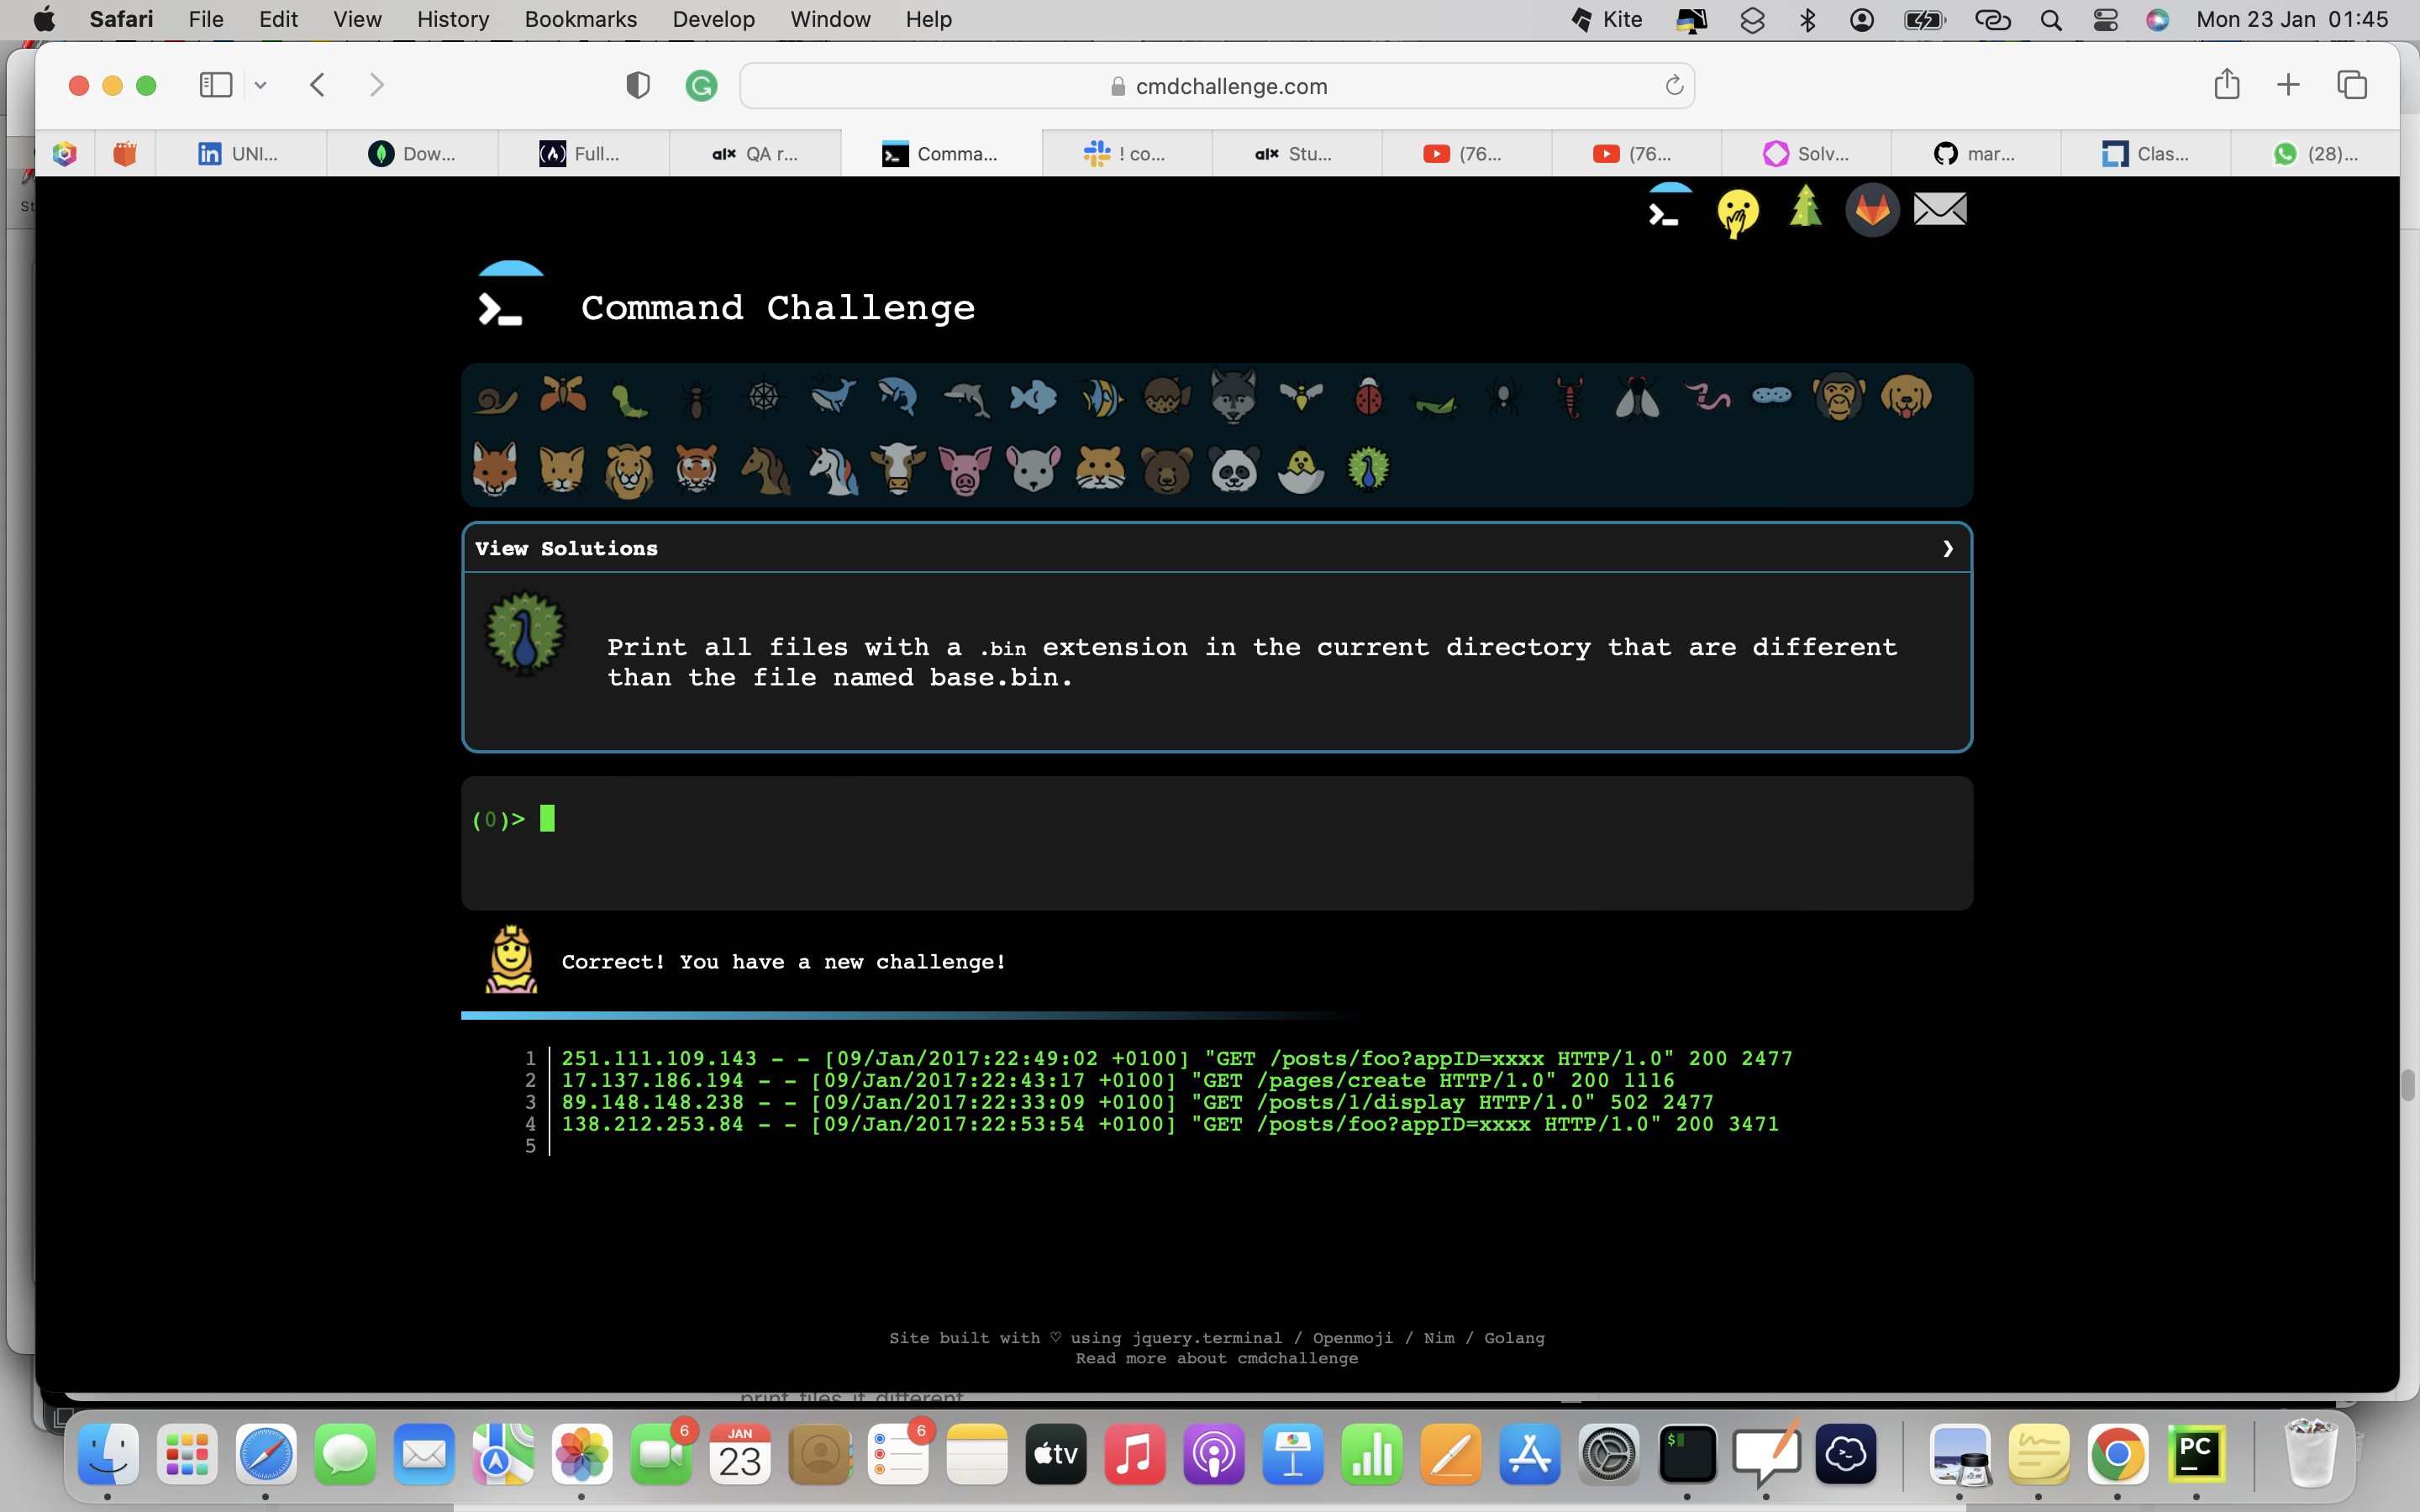 Safari File Edit View History Bookmarks Develop Window Help Kite Mon 23 Jan 01:45
cmdchallenge.com
UNI... Dow... Full... alx QA r... Comma... ! co... alx Stu... (76... (76... Solv... mar... Clas... (28)...
St
Command Challenge
View Solutions
Print all files with a .bin extension in the current directory that are different
than the file named base.bin.
(0)>
Correct! You have a new challenge!
1 251.111.109.143 - - [09/Jan/2017:22:49:02 +0100] "GET /posts/foo?appID=xxxx HTTP/1.0" 200 2477
2 17.137.186.194 - - [09/Jan/2017:22:43:17 +0100] "GET /pages/create HTTP/1.0" 200 1116
3 89.148.148.238 - - [09/Jan/2017:22:33:09 +0100] "GET /posts/1/display HTTP/1.0" 502 2477
4 138.212.253.84 - - [09/Jan/2017:22:53:54 +0100] "GET /posts/foo?appID=xxxx HTTP/1.0" 200 3471
5
Site built with ♡ using jquery.terminal / Openmoji / Nim / Golang
Read more about cmdchallenge
print files if different
6 JAN 23 6 tv $ PC